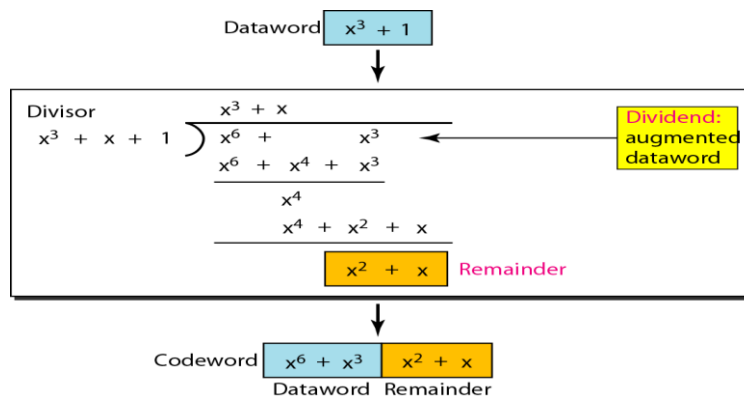 Dataword x³ + 1
Divisor x³ + x
x³ + x + 1 x⁶ + x³ Dividend: augmented dataword
x⁶ + x⁴ + x³
x⁴
x⁴ + x² + x
x² + x Remainder
Codeword x⁶ + x³ x² + x
Dataword Remainder